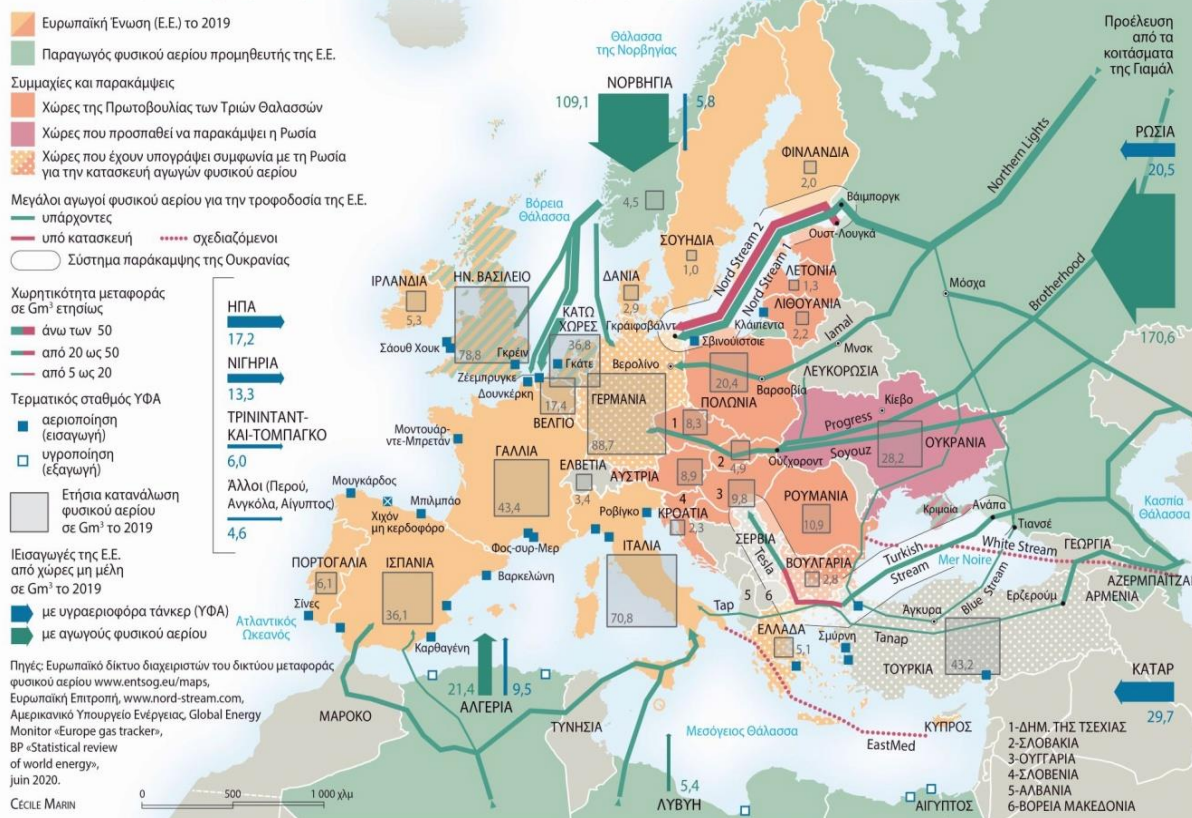 Ευρωπαϊκή Ένωση (Ε.Ε.) το 2019
Παραγωγός φυσικού αερίου προμηθευτής της Ε.Ε.
Συμμαχίες και παρακάμψεις
Χώρες της Πρωτοβουλίας των Τριών Θαλασσών
Χώρες που προσπαθεί να παρακάμψει η Ρωσία
Χώρες που έχουν υπογράψει συμφωνία με τη Ρωσία
για την κατασκευή αγωγών φυσικού αερίου
Μεγάλοι αγωγοί φυσικού αερίου για την τροφοδοσία της Ε.Ε.
υπάρχοντες
υπό κατασκευή
σχεδιαζόμενοι
Σύστημα παράκαμψης της Ουκρανίας
Χωρητικότητα μεταφοράς
σε Gm³ ετησίως
άνω των 50
από 20 ως 50
από 5 ως 20
Τερματικός σταθμός ΥΦΑ
αεριοποίηση
(εισαγωγή)
υγροποίηση
(εξαγωγή)
Ετήσια κατανάλωση
φυσικού αερίου
σε Gm³ το 2019
ΙΕισαγωγές της Ε.Ε.
από χώρες μη μέλη
σε Gm³ το 2019
με υγραεριοφόρα τάνκερ (ΥΦΑ)
με αγωγούς φυσικού αερίου
Πηγές: Ευρωπαϊκό δίκτυο διαχειριστών του δικτύου μεταφοράς
φυσικού αερίου www.entsog.eu/maps,
Ευρωπαϊκή Επιτροπή, www.nord-stream.com,
Αμερικανικό Υπουργείο Ενέργειας, Global Energy
Monitor «Europe gas tracker»,
BP «Statistical review
of world energy»,
juin 2020.
CÉCILE MARIN
0 500 1 000 χλμ
ΗΠΑ
17,2
ΝΙΓΗΡΙΑ
13,3
ΤΡΙΝΙΝΤΑΝΤ-
ΚΑΙ-ΤΟΜΠΑΓΚΟ
6,0
Άλλοι (Περού,
Ανγκόλα, Αίγυπτος)
4,6
Θάλασσα
της Νορβηγίας
ΝΟΡΒΗΓΙΑ
109,1
5,8
4,5
Προέλευση
από τα
κοιτάσματα
της Γιαμάλ
ΡΩΣΙΑ
20,5
170,6
Northern Lights
Brotherhood
ΦΙΝΛΑΝΔΙΑ
2,0
Βάιμποργκ
Ουστ-Λουγκά
Βόρεια
Θάλασσα
ΣΟΥΗΔΙΑ
1,0
Nord Stream 2
Nord Stream 1
ΛΕΤΟΝΙΑ
1,3
ΛΙΘΟΥΑΝΙΑ
2,2
Μόσχα
ΙΡΛΑΝΔΙΑ
5,3
ΗΝ. ΒΑΣΙΛΕΙΟ
78,8
ΔΑΝΙΑ
2,9
Γκράιφσβαλντ
Κλάιπεντα
Σβινούιστσιε
ΚΑΤΩ
ΧΩΡΕΣ
36,8
Γκάτε
Σάουθ Χουκ
Γκρέιν
Ζέεμπρυγκε
Δουνκέρκη
17,4
ΒΕΛΓΙΟ
Βερολίνο
ΓΕΡΜΑΝΙΑ
88,7
Iamal
Μνσκ
ΛΕΥΚΟΡΩΣΙΑ
Βαρσοβία
20,4
ΠΟΛΩΝΙΑ
Κίεβο
Progress
Soyouz
ΟΥΚΡΑΝΙΑ
28,2
Ουζχοροντ
1
8,3
2
4,9
3
9,8
4
Μοντουάρ-
ντε-Μπρετάν
ΓΑΛΛΙΑ
43,4
ΕΛΒΕΤΙΑ
3,4
ΑΥΣΤΡΙΑ
8,9
ΡΟΥΜΑΝΙΑ
10,9
Μουγκάρδος
Χιχόν
μη κερδοφόρο
Μπιλμπάο
Φος-συρ-Μερ
Ροβίγκο
ΚΡΟΑΤΙΑ
2,3
ΣΕΡΒΙΑ
Tesla
Κριμαία
Ανάπα
Τιανσέ
Κασπία
Θάλασσα
ΠΟΡΤΟΓΑΛΙΑ
6,1
ΙΣΠΑΝΙΑ
36,1
Βαρκελώνη
ΙΤΑΛΙΑ
70,8
ΒΟΥΛΓΑΡΙΑ
2,8
Turkish
Stream
Mer Noire
White Stream
Blue Stream
ΓΕΩΡΓΙΑ
ΑΖΕΡΜΠΑΪΤΖΑ
ΑΡΜΕΝΙΑ
Σίνες
Ατλαντικός
Ωκεανός
Καρθαγένη
5
6
Tap
Άγκυρα
Ερζερούμ
Tanap
ΕΛΛΑΔΑ
5,1
Σμύρνη
ΤΟΥΡΚΙΑ
43,2
ΚΑΤΑΡ
29,7
21,4
9,5
ΑΛΓΕΡΙΑ
ΜΑΡΟΚΟ
ΤΥΝΗΣΙΑ
Μεσόγειος Θάλασσα
EastMed
ΚΥΠΡΟΣ
5,4
ΛΥΒΥΗ
ΑΙΓΥΠΤΟΣ
1-ΔΗΜ. ΤΗΣ ΤΣΕΧΙΑΣ
2-ΣΛΟΒΑΚΙΑ
3-ΟΥΓΓΑΡΙΑ
4-ΣΛΟΒΕΝΙΑ
5-ΑΛΒΑΝΙΑ
6-ΒΟΡΕΙΑ ΜΑΚΕΔΟΝΙΑ